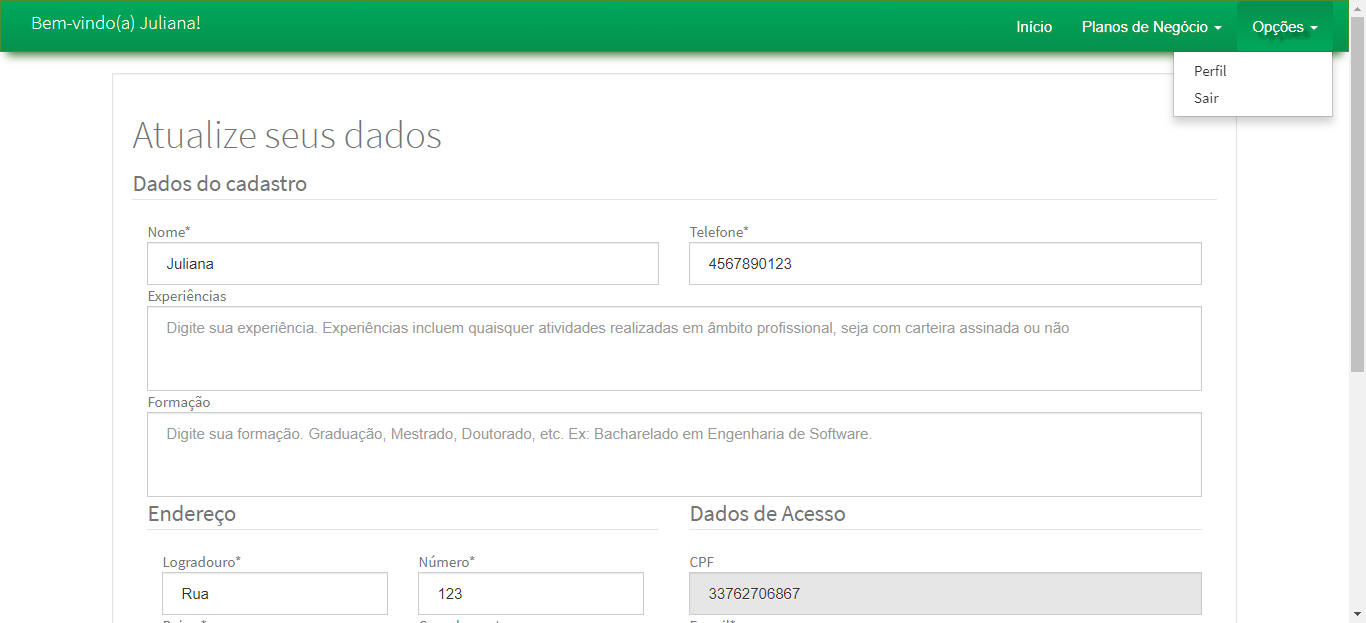 Bem-vindo(a) Juliana!
Início
Planos de Negócio
Opções
Perfil
Sair
Atualize seus dados
Dados do cadastro
Nome*
Telefone*
Juliana
4567890123
Experiências
Digite sua experiência. Experiências incluem quaisquer atividades realizadas em âmbito profissional, seja com carteira assinada ou não
Formação
Digite sua formação. Graduação, Mestrado, Doutorado, etc. Ex: Bacharelado em Engenharia de Software.
Endereço
Dados de Acesso
Logradouro*
Número*
CPF
Rua
123
33762706867